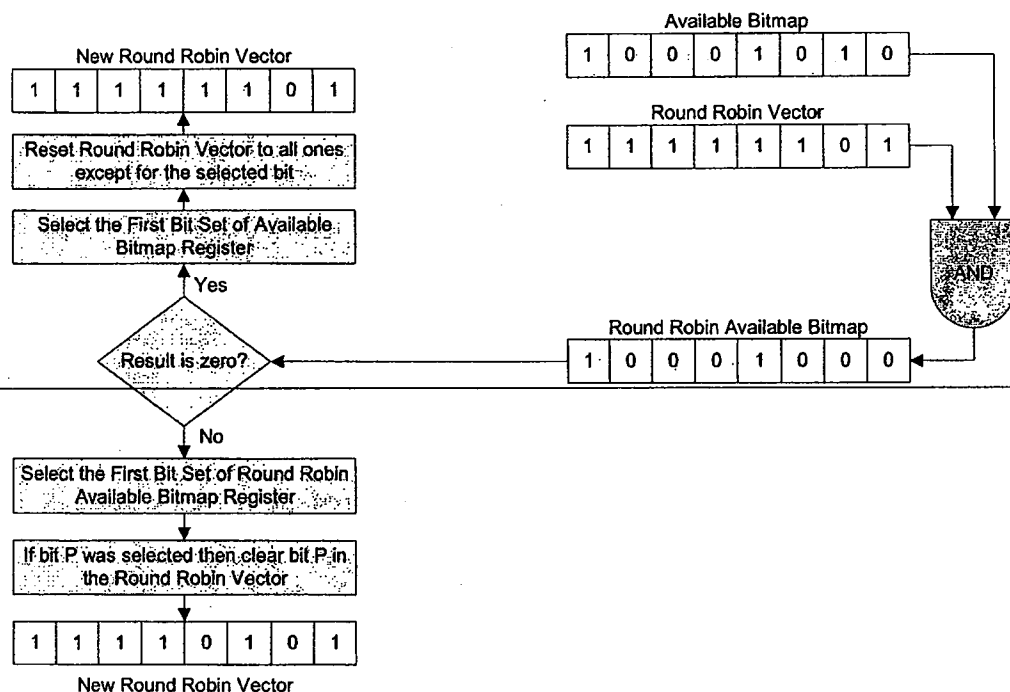 Available Bitmap
1 0 0 0 1 0 1 0
Round Robin Vector
1 1 1 1 1 1 0 1
AND
Round Robin Available Bitmap
1 0 0 0 1 0 0 0
New Round Robin Vector
1 1 1 1 1 1 0 1
Reset Round Robin Vector to all ones
except for the selected bit
Select the First Bit Set of Available
Bitmap Register
Yes
Result is zero?
No
Select the First Bit Set of Round Robin
Available Bitmap Register
If bit P was selected then clear bit P in
the Round Robin Vector
1 1 1 1 0 1 0 1
New Round Robin Vector